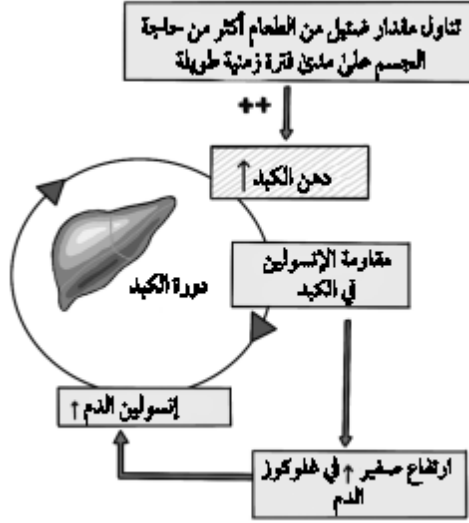 تناول مقدار ضئيل من الطعام أكثر من حاجة
الجسم على مدى فترة زمنية طويلة
++
دهن الكبد ↑
مقاومة الإنسولين
في الكبد
دورة الكبد
إنسولين الدم ↑
ارتفاع صغير ↑ في غلوكوز
الدم